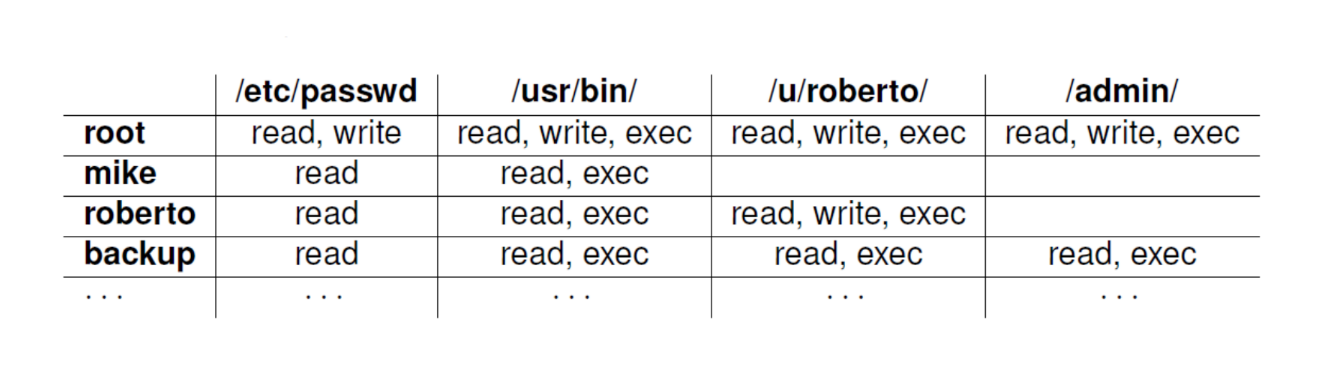 /etc/passwd /usr/bin/ /u/roberto/ /admin/
root read, write read, write, exec read, write, exec read, write, exec
mike read read, exec
roberto read read, exec read, write, exec
backup read read, exec read, exec read, exec
. . . . . . . . . . . . . . .